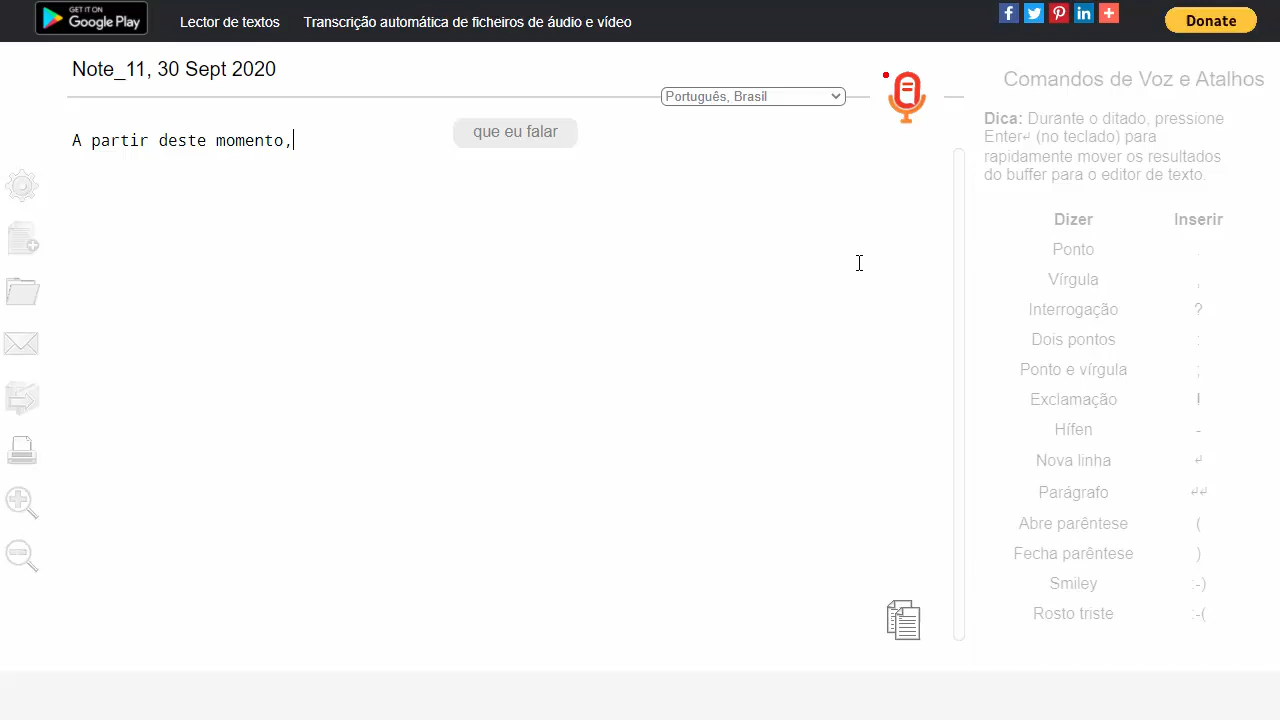 GET IT ON
Google Play
Lector de textos
Transcrição automática de ficheiros de áudio e vídeo
Donate
Note_11, 30 Sept 2020
Português, Brasil
A partir deste momento,
que eu falar
Comandos de Voz e Atalhos
Dica: Durante o ditado, pressione
Enter↵ (no teclado) para
rapidamente mover os resultados
do buffer para o editor de texto.
Dizer Inserir
Ponto .
Vírgula ,
Interrogação ?
Dois pontos :
Ponto e vírgula ;
Exclamação !
Hífen -
Nova linha ↵
Parágrafo ↵↵
Abre parêntese (
Fecha parêntese )
Smiley :-)
Rosto triste :-(